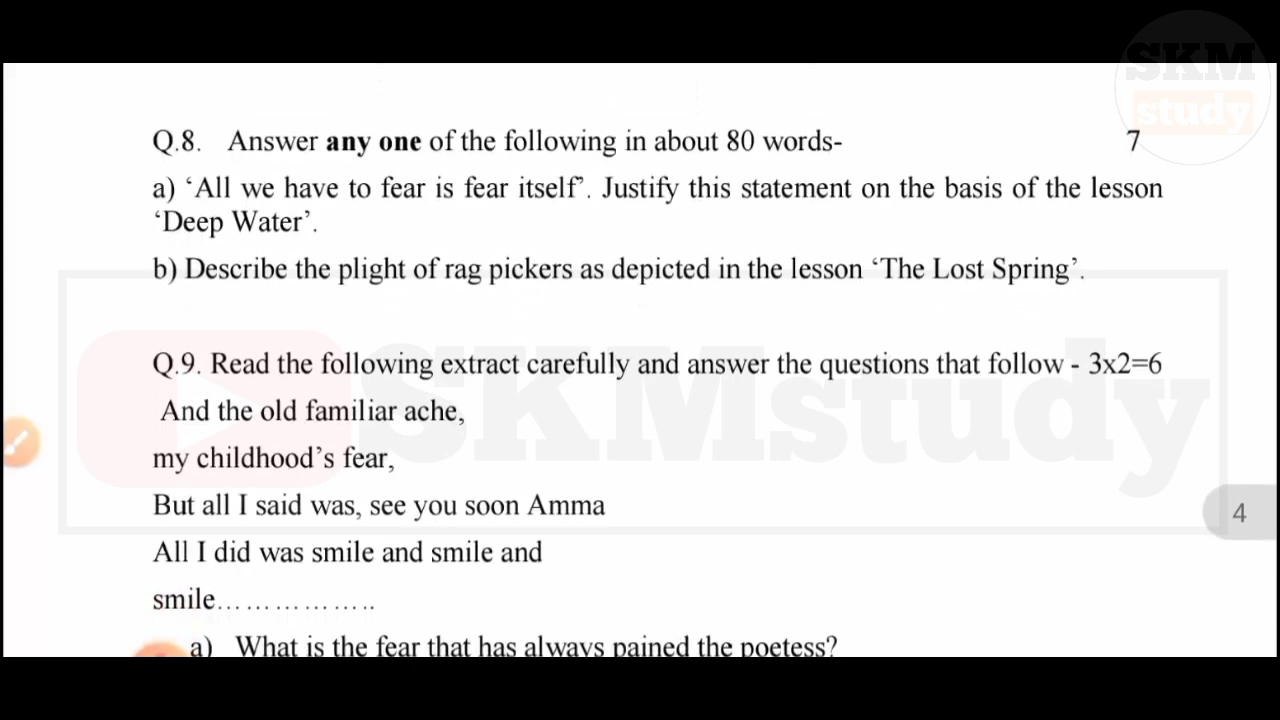 SKM
study
Q.8. Answer any one of the following in about 80 words- 7
a) ‘All we have to fear is fear itself’. Justify this statement on the basis of the lesson
‘Deep Water’.
b) Describe the plight of rag pickers as depicted in the lesson ‘The Lost Spring’.
Q.9. Read the following extract carefully and answer the questions that follow - 3x2=6
And the old familiar ache,
my childhood’s fear,
SKMstudy
But all I said was, see you soon Amma
4
All I did was smile and smile and
smile……………..
a) What is the fear that has always pained the poetess?